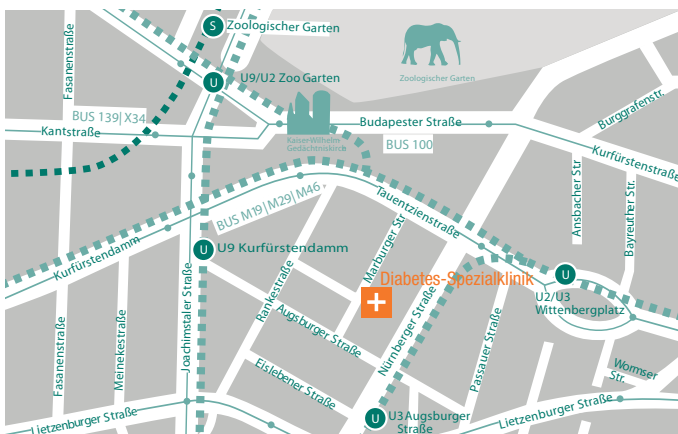 S
Zoologischer Garten
Zoologischer Garten
Fasanenstraße
U
U9/U2 Zoo Garten
BUS 139| X34
Kantstraße
Budapester Straße
BUS 100
Kaiser-Wilhelm
Gedächtniskirche
Burggrafenstr.
Kurfürstenstraße
Ansbacher Str
Bayreuther Str.
Tauentzienstraße
BUS M19| M29| M46
Marburger Str
U
U9 Kurfürstendamm
Kurfürstendamm
Diabetes-Spezialklinik
U
U2/U3
Wittenbergplatz
Rankestraße
Joachimstaler Straße
Augsburger Straße
Nürnberger Straße
Passauer Straße
Fasanenstraße
Meinekestraße
Eislebener Straße
Wormser
Str.
Lietzenburger Straße
U
U3 Augsburger
Straße
Lietzenburger Straße